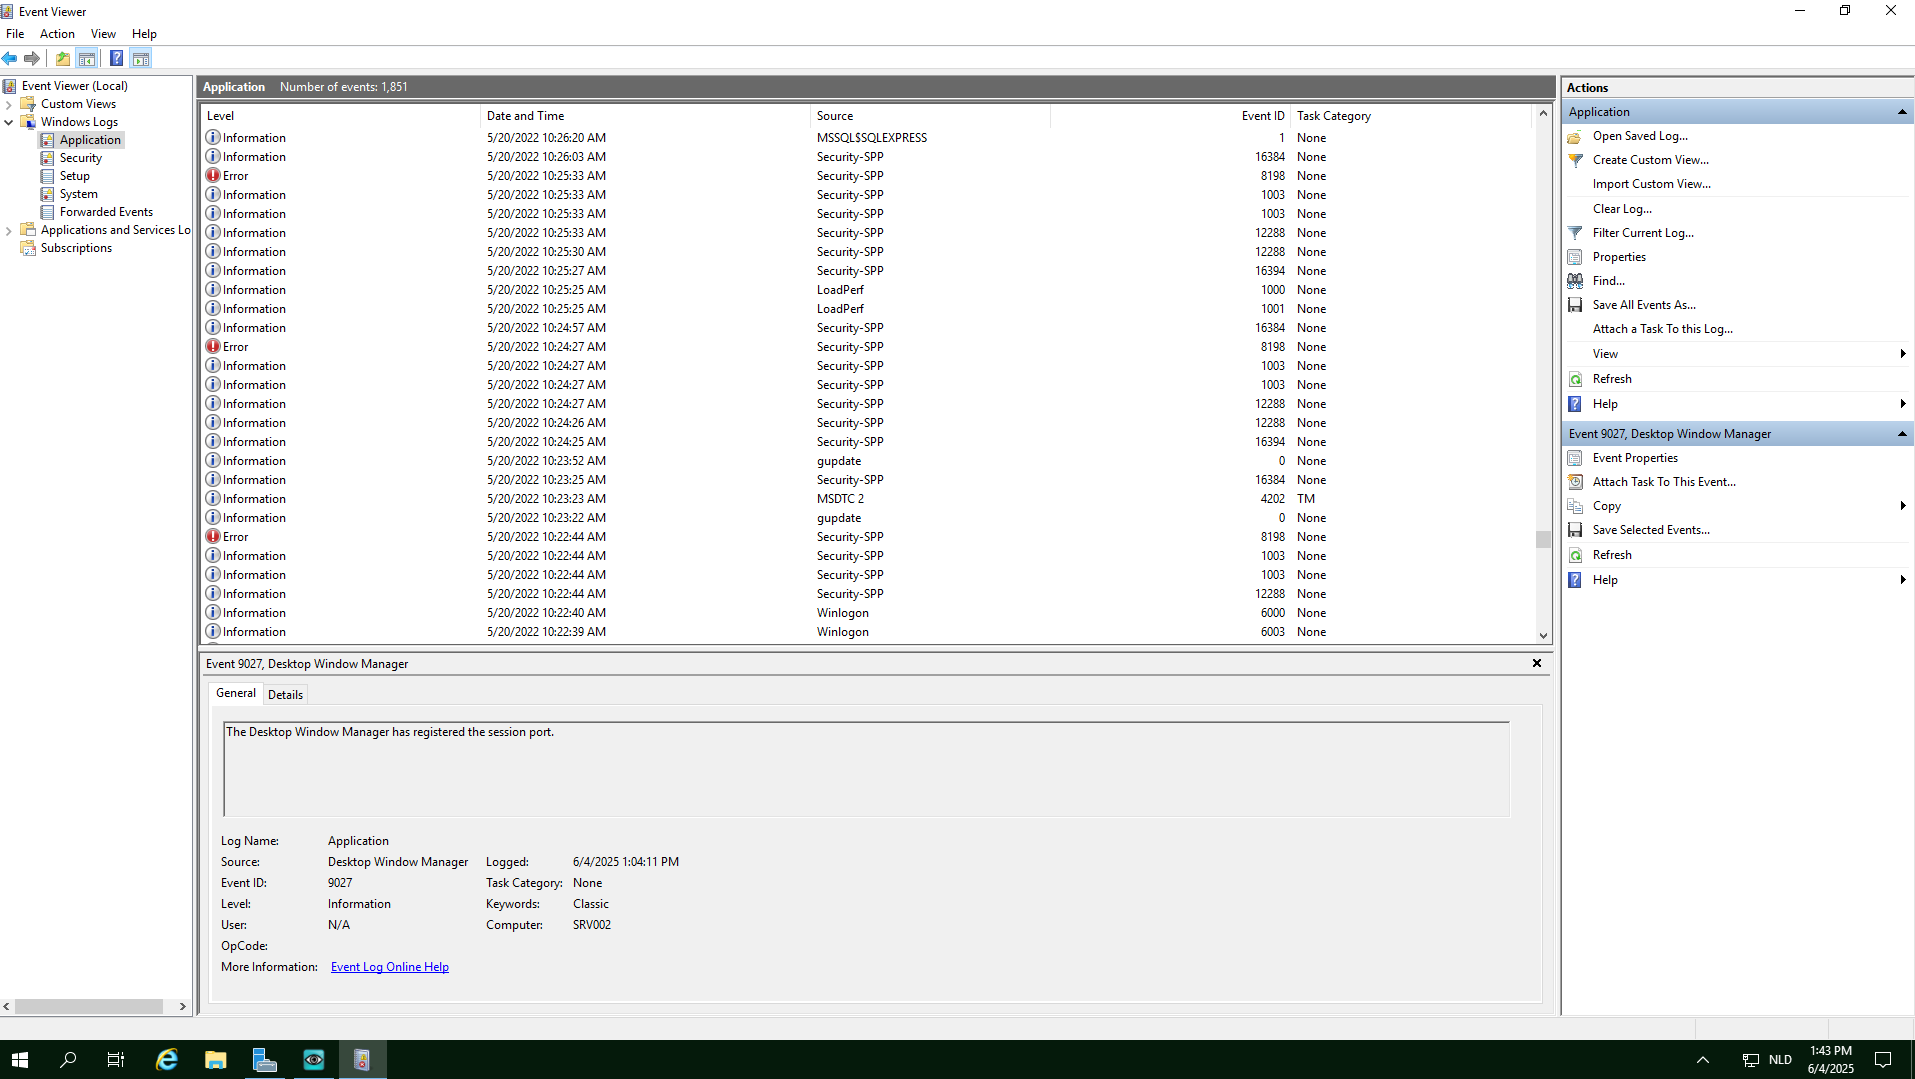 Event Viewer
File Action View Help
Event Viewer (Local)
Custom Views
Windows Logs
Application
Security
Setup
System
Forwarded Events
Applications and Services Lo
Subscriptions
Application Number of events: 1,851
Level Date and Time Source Event ID Task Category
Information 5/20/2022 10:26:20 AM MSSQL$SQLEXPRESS 1 None
Information 5/20/2022 10:26:03 AM Security-SPP 16384 None
Error 5/20/2022 10:25:33 AM Security-SPP 8198 None
Information 5/20/2022 10:25:33 AM Security-SPP 1003 None
Information 5/20/2022 10:25:33 AM Security-SPP 1003 None
Information 5/20/2022 10:25:33 AM Security-SPP 12288 None
Information 5/20/2022 10:25:30 AM Security-SPP 12288 None
Information 5/20/2022 10:25:27 AM Security-SPP 16394 None
Information 5/20/2022 10:25:25 AM LoadPerf 1000 None
Information 5/20/2022 10:25:25 AM LoadPerf 1001 None
Information 5/20/2022 10:24:57 AM Security-SPP 16384 None
Error 5/20/2022 10:24:27 AM Security-SPP 8198 None
Information 5/20/2022 10:24:27 AM Security-SPP 1003 None
Information 5/20/2022 10:24:27 AM Security-SPP 1003 None
Information 5/20/2022 10:24:27 AM Security-SPP 12288 None
Information 5/20/2022 10:24:26 AM Security-SPP 12288 None
Information 5/20/2022 10:24:25 AM Security-SPP 16394 None
Information 5/20/2022 10:23:52 AM gupdate 0 None
Information 5/20/2022 10:23:25 AM Security-SPP 16384 None
Information 5/20/2022 10:23:23 AM MSDTC 2 4202 TM
Information 5/20/2022 10:23:22 AM gupdate 0 None
Error 5/20/2022 10:22:44 AM Security-SPP 8198 None
Information 5/20/2022 10:22:44 AM Security-SPP 1003 None
Information 5/20/2022 10:22:44 AM Security-SPP 1003 None
Information 5/20/2022 10:22:44 AM Security-SPP 12288 None
Information 5/20/2022 10:22:40 AM Winlogon 6000 None
Information 5/20/2022 10:22:39 AM Winlogon 6003 None
Event 9027, Desktop Window Manager
General Details
The Desktop Window Manager has registered the session port.
Log Name: Application
Source: Desktop Window Manager Logged: 6/4/2025 1:04:11 PM
Event ID: 9027 Task Category: None
Level: Information Keywords: Classic
User: N/A Computer: SRV002
OpCode:
More Information: Event Log Online Help
Actions
Application
Open Saved Log...
Create Custom View...
Import Custom View...
Clear Log...
Filter Current Log...
Properties
Find...
Save All Events As...
Attach a Task To this Log...
View
Refresh
Help
Event 9027, Desktop Window Manager
Event Properties
Attach Task To This Event...
Copy
Save Selected Events...
Refresh
Help
NLD
1:43 PM
6/4/2025